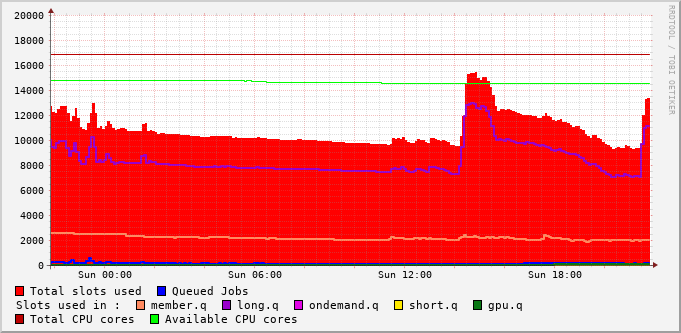 20000
18000
16000
14000
12000
10000
8000
6000
4000
2000
0
Sun 00:00 Sun 06:00 Sun 12:00 Sun 18:00
RRDTOOL / TOBI OETIKER
Total slots used Queued Jobs
Slots used in : member.q long.q ondemand.q short.q gpu.q
Total CPU cores Available CPU cores